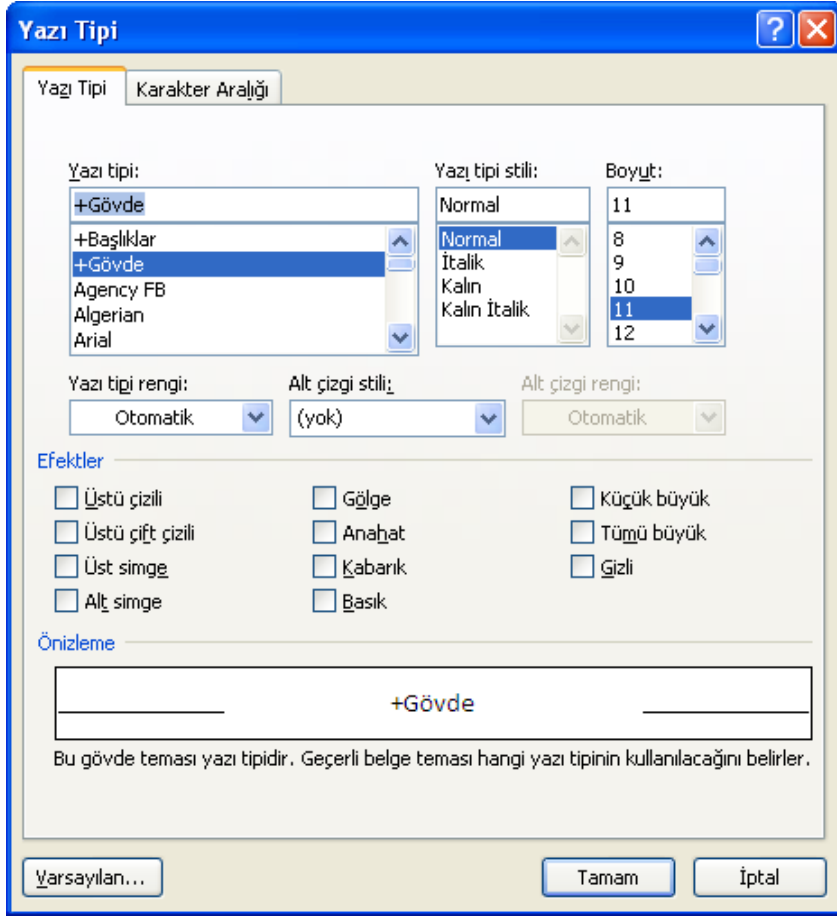 Yazı Tipi
Yazı Tipi Karakter Aralığı
Yazı tipi: Yazı tipi stili: Boyut:
+Gövde Normal 11
+Başlıklar Normal 8
+Gövde İtalik 9
Agency FB Kalın 10
Algerian Kalın İtalik 11
Arial 12
Yazı tipi rengi: Alt çizgi stili: Alt çizgi rengi:
Otomatik (yok) Otomatik
Efektler
Üstü çizili Gölge Küçük büyük
Üstü çift çizili Anahat Tümü büyük
Üst simge Kabarık Gizli
Alt simge Basık
Önizleme
+Gövde
Bu gövde teması yazı tipidir. Geçerli belge teması hangi yazı tipinin kullanılacağını belirler.
Varsayılan... Tamam İptal